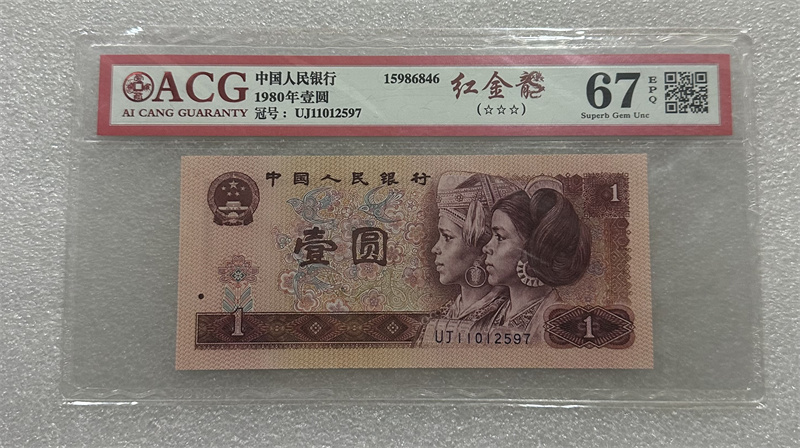 ACG
AI CANG GUARANTY
中国人民银行
1980年壹圆
冠号：UJ11012597
15986846
红金龍
(☆☆☆)
67
EPQ
Superb Gem Unc
中国人民银行
1
壹圆
1
1
UJ11012597